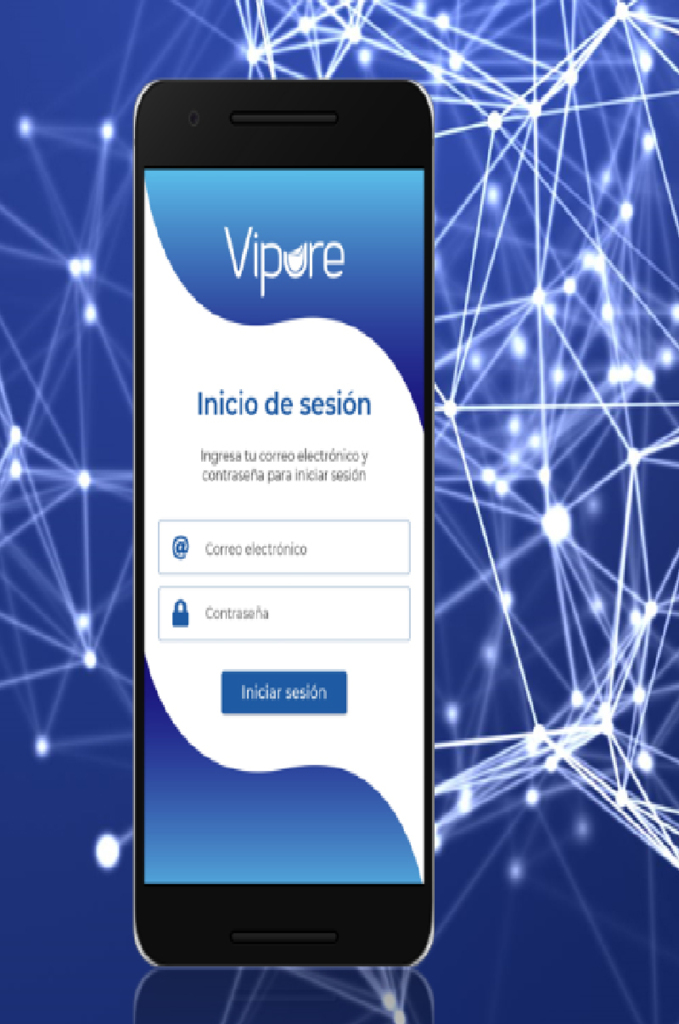 Vipure
Inicio de sesión
Ingresa tu correo electrónico y
contraseña para iniciar sesión
@ Correo electrónico
Contraseña
Iniciar sesión